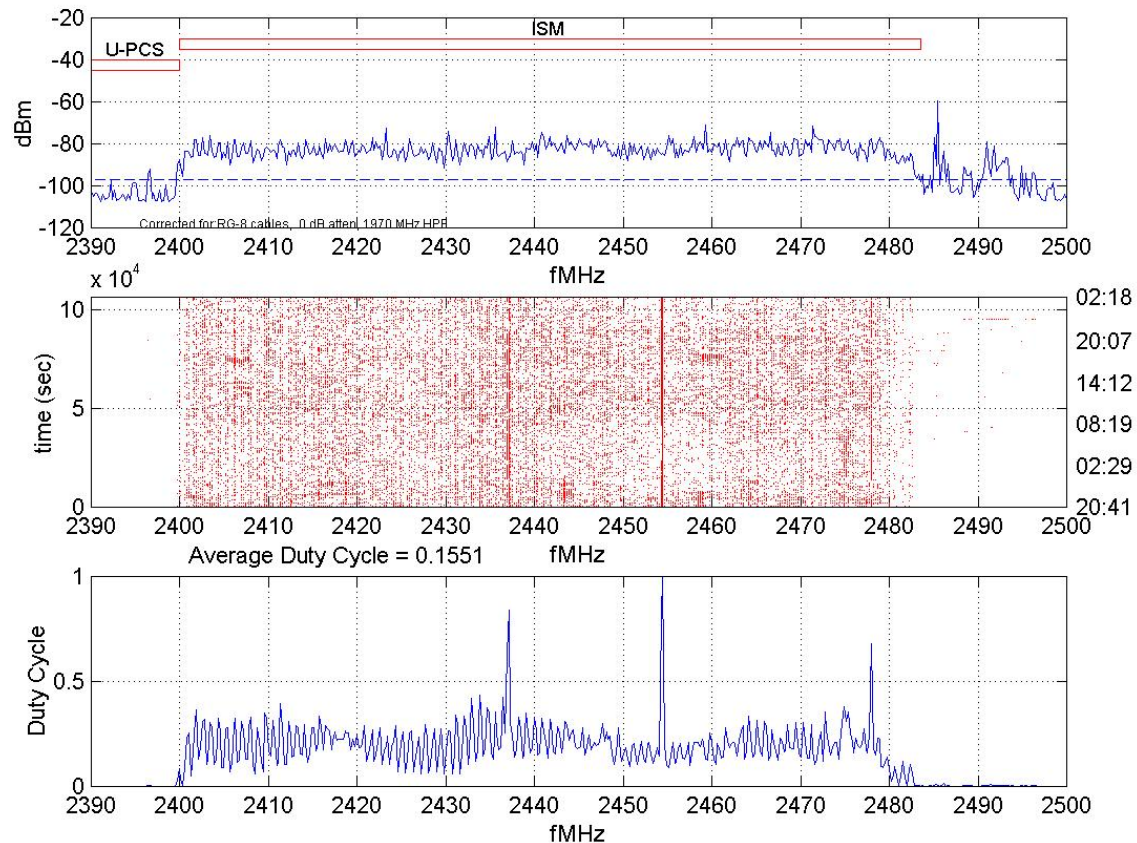 -20
ISM
U-PCS
-40
-60
dBm
-80
-100
Corrected for:RG-8 cables, 0 dB atten, 1970 MHz HPF
-120
2390 2400 2410 2420 2430 2440 2450 2460 2470 2480 2490 2500
fMHz
x 10^4
10
5
0
time (sec)
02:18
20:07
14:12
08:19
02:29
20:41
2390 2400 2410 2420 2430 2440 2450 2460 2470 2480 2490 2500
Average Duty Cycle = 0.1551
fMHz
1
0.5
0
Duty Cycle
2390 2400 2410 2420 2430 2440 2450 2460 2470 2480 2490 2500
fMHz